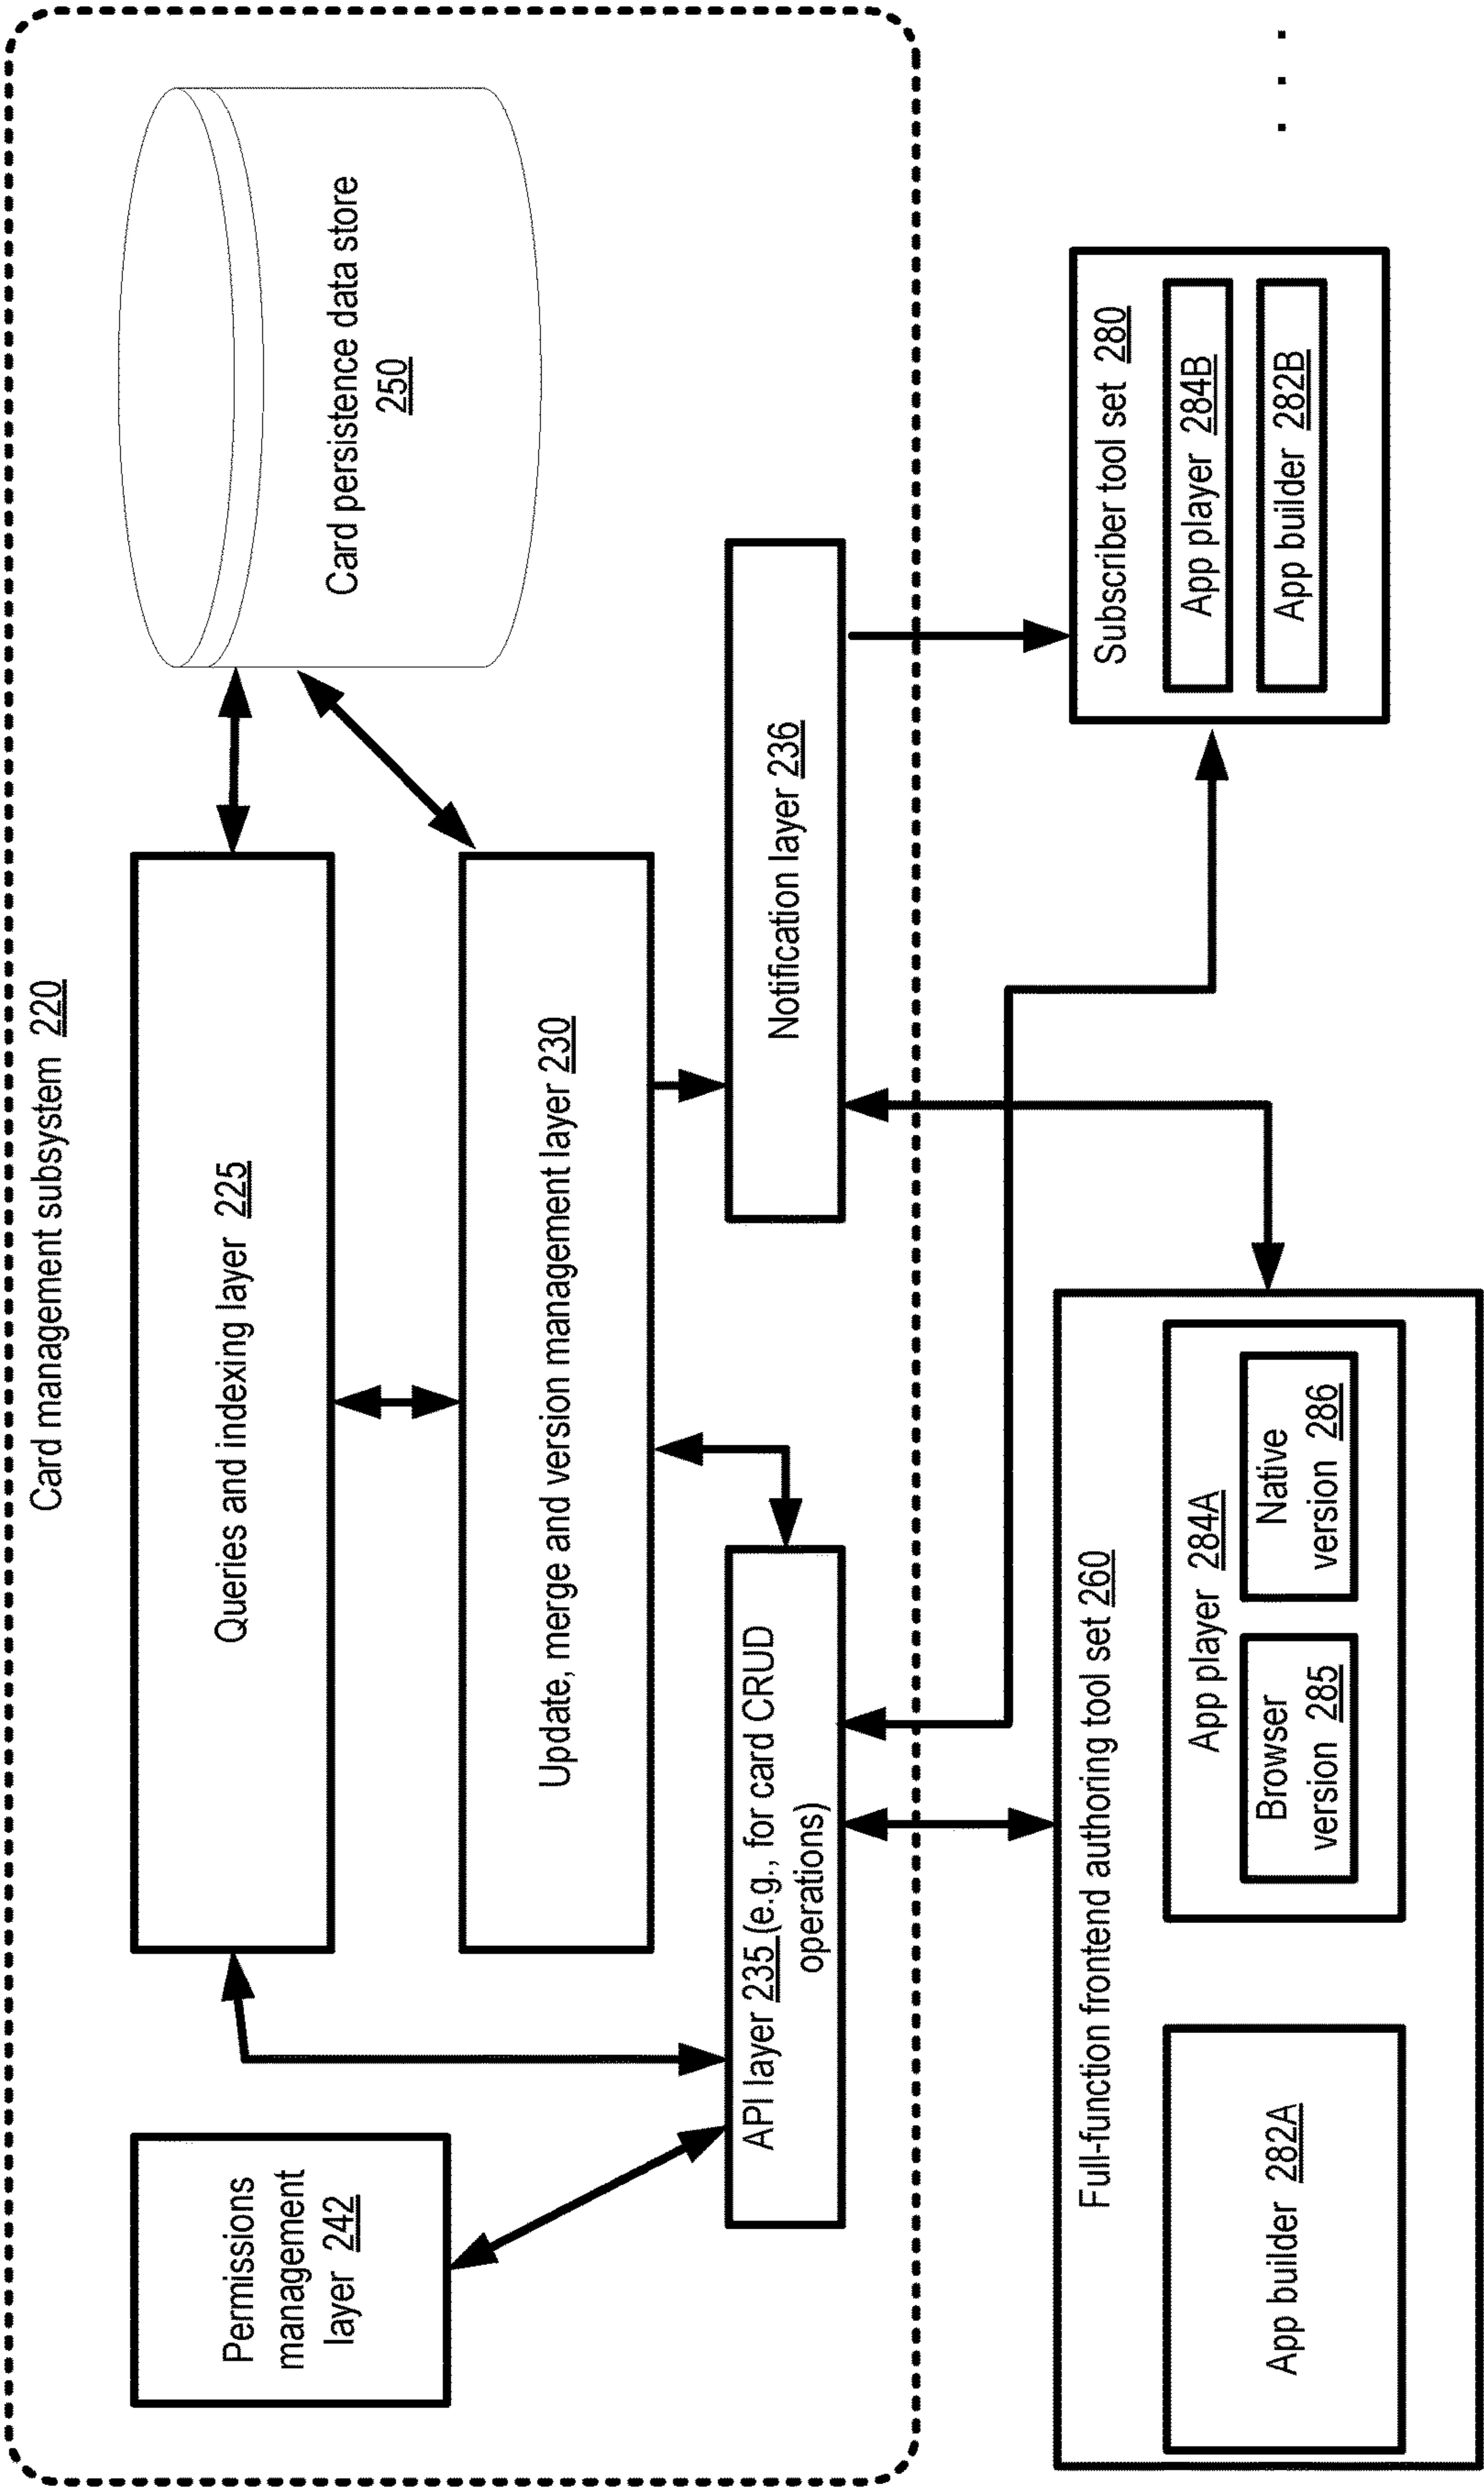 Card management subsystem 220
Permissions
management
layer 242
Queries and indexing layer 225
Card persistence data store
250
Update, merge and version management layer 230
API layer 235 (e.g., for card CRUD
operations)
Notification layer 236
Full-function frontend authoring tool set 260
App builder 282A
App player 284A
Browser
version 285
Native
version 286
Subscriber tool set 280
App player 284B
App builder 282B
. . .